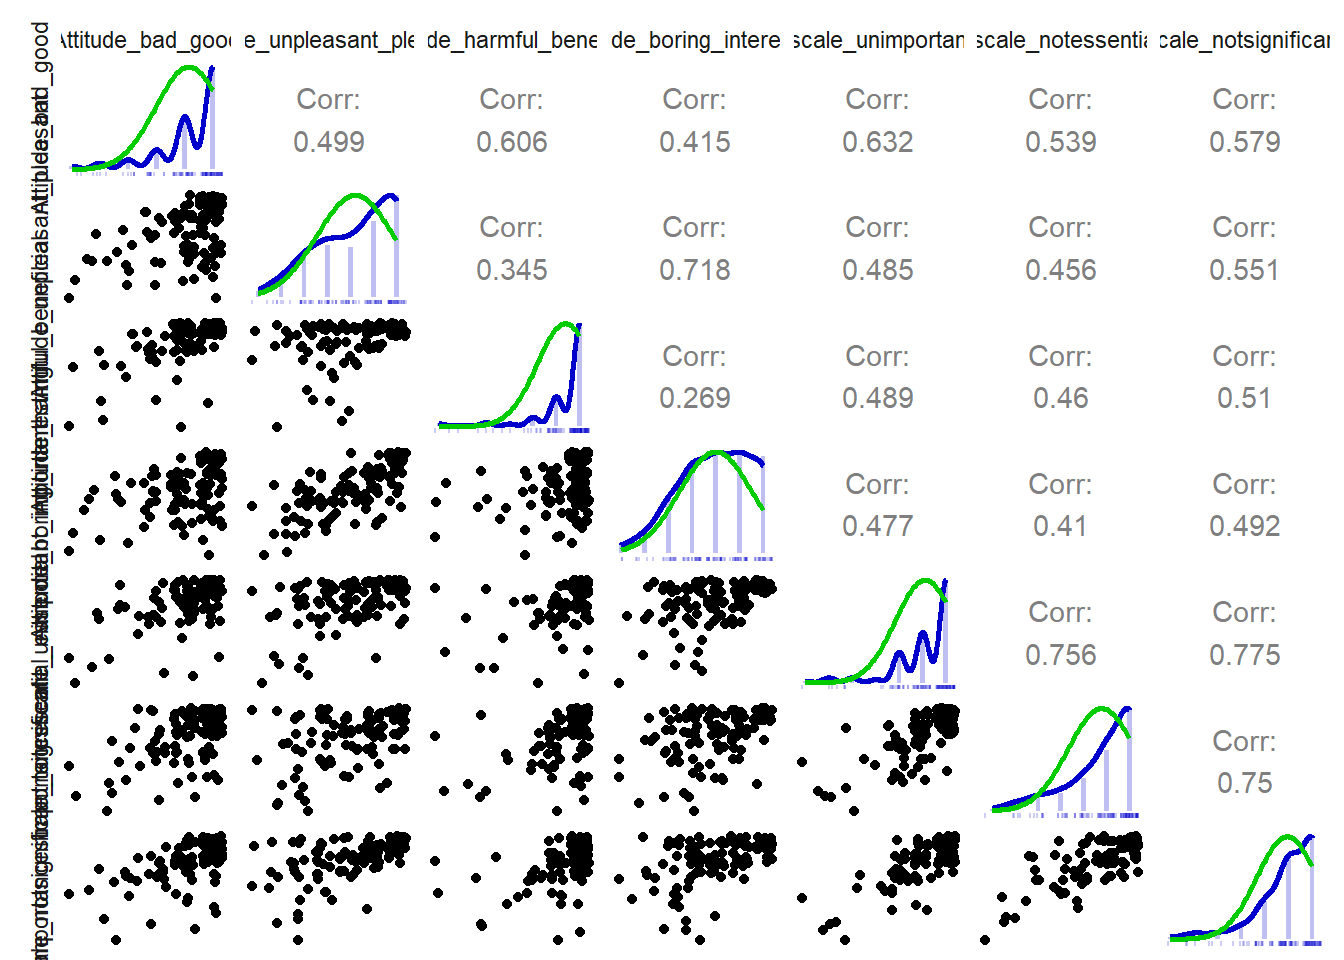 Attitude_bad_good e_unpleasant_ple de_harmful_bene de_boring_intere scale_unimportan scale_notessentia cale_notsignificar
Corr: Corr: Corr: Corr: Corr: Corr:
0.499 0.606 0.415 0.632 0.539 0.579
Corr: Corr: Corr: Corr: Corr:
0.345 0.718 0.485 0.456 0.551
Corr: Corr: Corr: Corr:
0.269 0.489 0.46 0.51
Corr: Corr: Corr:
0.477 0.41 0.492
Corr: Corr:
0.756 0.775
Corr:
0.75